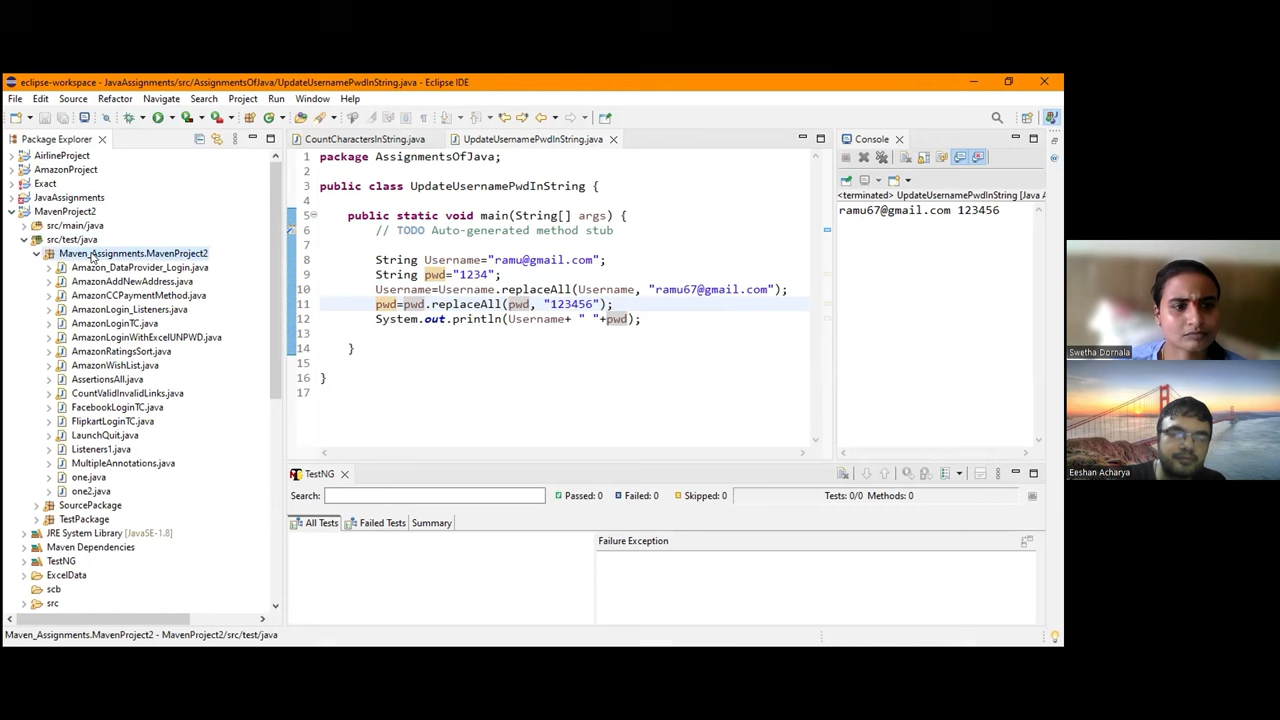 eclipse-workspace - JavaAssignments/src/AssignmentsOfJava/UpdateUsernamePwdInString.java - Eclipse IDE
File Edit Source Refactor Navigate Search Project Run Window Help
Package Explorer
AirlineProject
AmazonProject
Exact
JavaAssignments
MavenProject2
src/main/java
src/test/java
Maven_Assignments.MavenProject2
Amazon_DataProvider_Login.java
AmazonAddNewAddress.java
AmazonCCPaymentMethod.java
AmazonLogin_Listeners.java
AmazonLoginTC.java
AmazonLoginWithExcelUNPWD.java
AmazonRatingsSort.java
AmazonWishList.java
AssertionsAll.java
CountValidInvalidLinks.java
FacebookLoginTC.java
FlipkartLoginTC.java
LaunchQuit.java
Listeners1.java
MultipleAnnotations.java
one.java
one2.java
SourcePackage
TestPackage
JRE System Library [JavaSE-1.8]
Maven Dependencies
TestNG
ExcelData
scb
src
CountCharactersInString.java UpdateUsernamePwdInString.java
1 package AssignmentsOfJava;
2
3 public class UpdateUsernamePwdInString {
4
5 public static void main(String[] args) {
6 // TODO Auto-generated method stub
7
8 String Username="ramu@gmail.com";
9 String pwd="1234";
10 Username=Username.replaceAll(Username, "ramu67@gmail.com");
11 pwd=pwd.replaceAll(pwd, "123456");
12 System.out.println(Username+ " "+pwd);
13
14 }
15
16 }
17
Console
<terminated> UpdateUsernamePwdInString [Java A
ramu67@gmail.com 123456
TestNG
Search: Passed: 0 Failed: 0 Skipped: 0 Tests: 0/0 Methods: 0
All Tests Failed Tests Summary
Failure Exception
Maven_Assignments.MavenProject2 - MavenProject2/src/test/java
Swetha Dornala
Eeshan Acharya